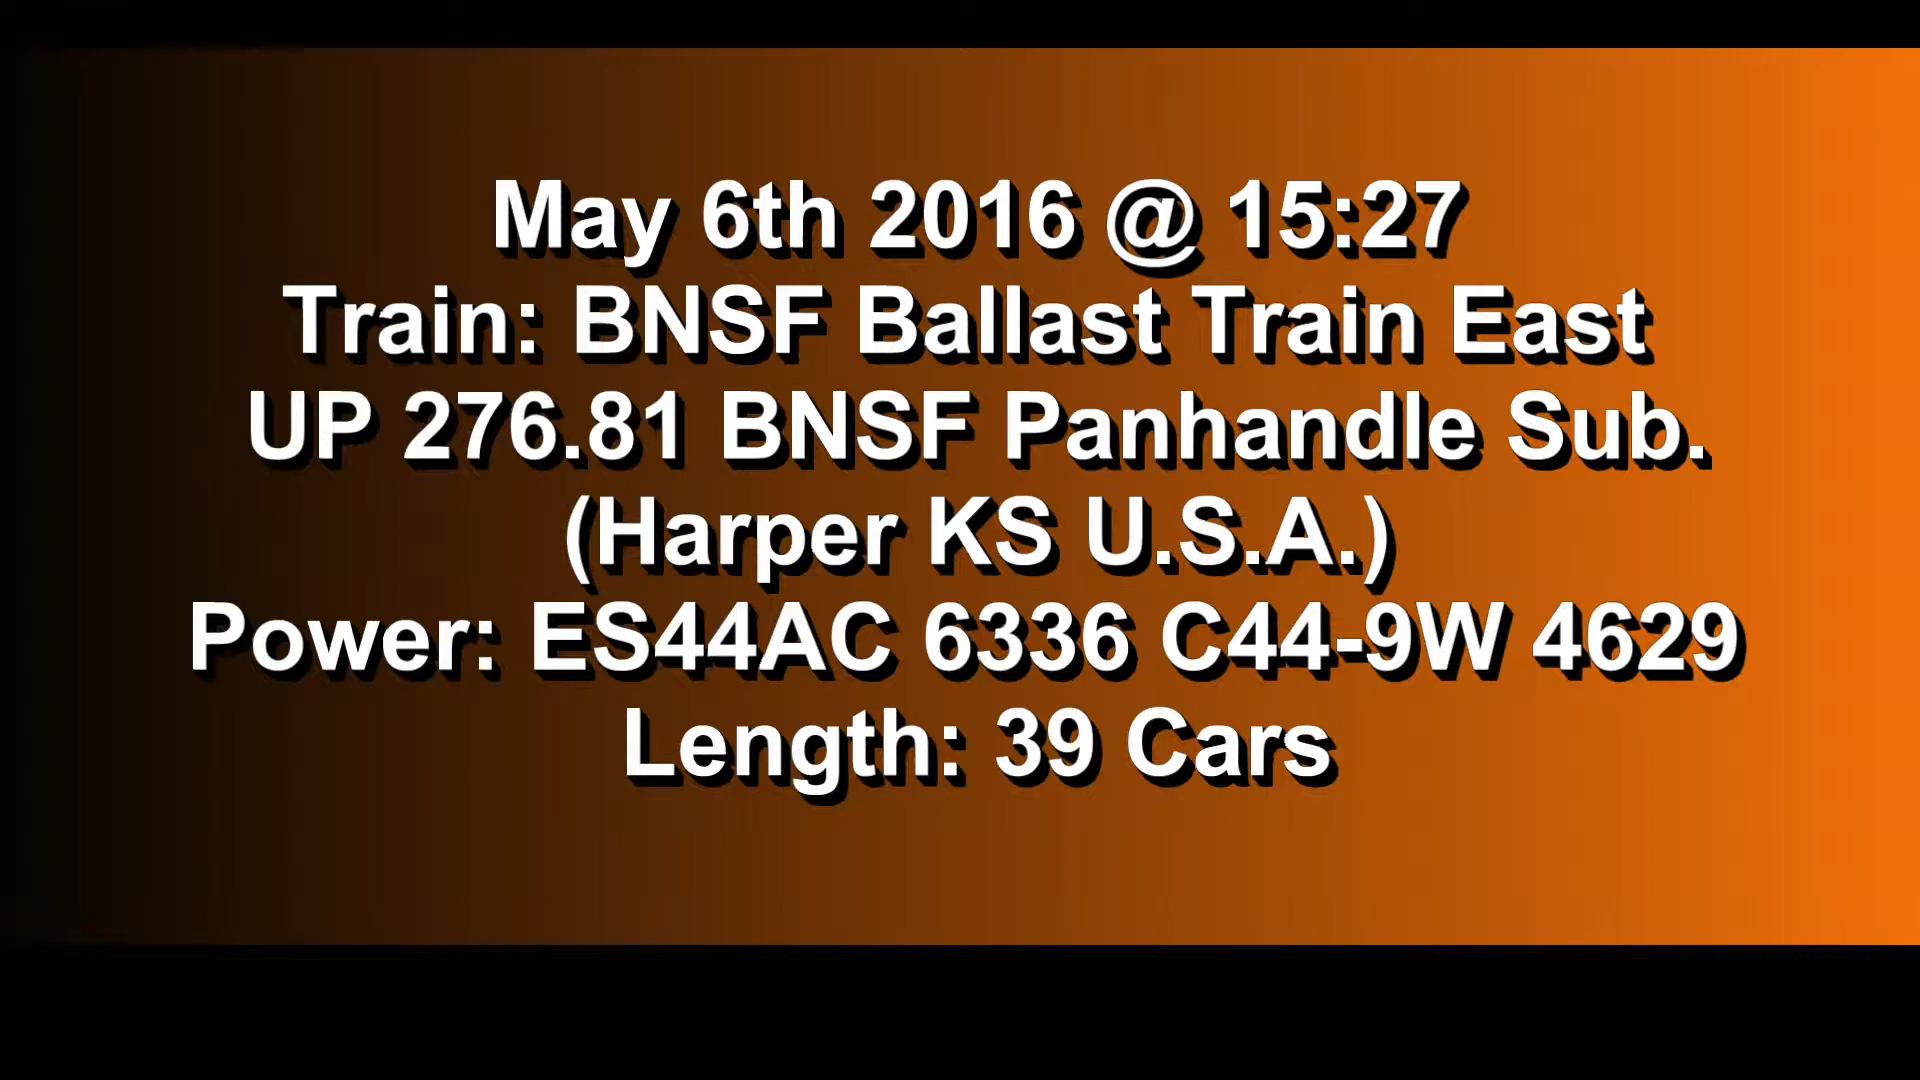 May 6th 2016 @ 15:27
Train: BNSF Ballast Train East
UP 276.81 BNSF Panhandle Sub.
(Harper KS U.S.A.)
Power: ES44AC 6336 C44-9W 4629
Length: 39 Cars